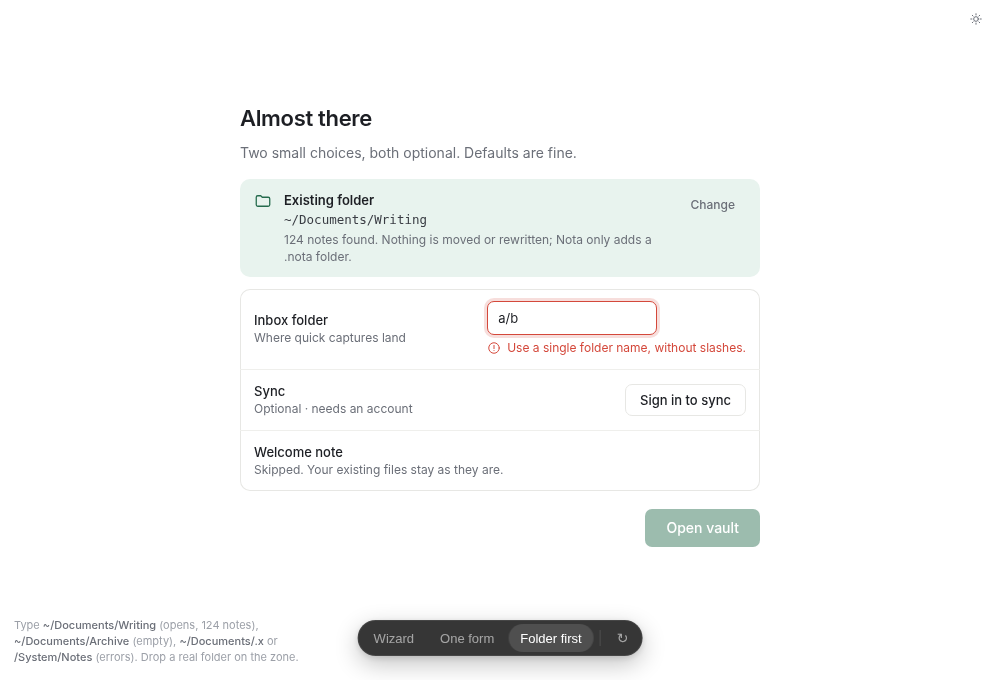 Almost there
Two small choices, both optional. Defaults are fine.
Existing folder
~/Documents/Writing
124 notes found. Nothing is moved or rewritten; Nota only adds a
.nota folder.
Change
Inbox folder
Where quick captures land
a/b
Use a single folder name, without slashes.
Sync
Optional · needs an account
Sign in to sync
Welcome note
Skipped. Your existing files stay as they are.
Open vault
Type ~/Documents/Writing (opens, 124 notes),
~/Documents/Archive (empty), ~/Documents/.x or
/System/Notes (errors). Drop a real folder on the zone.
Wizard
One form
Folder first
↻